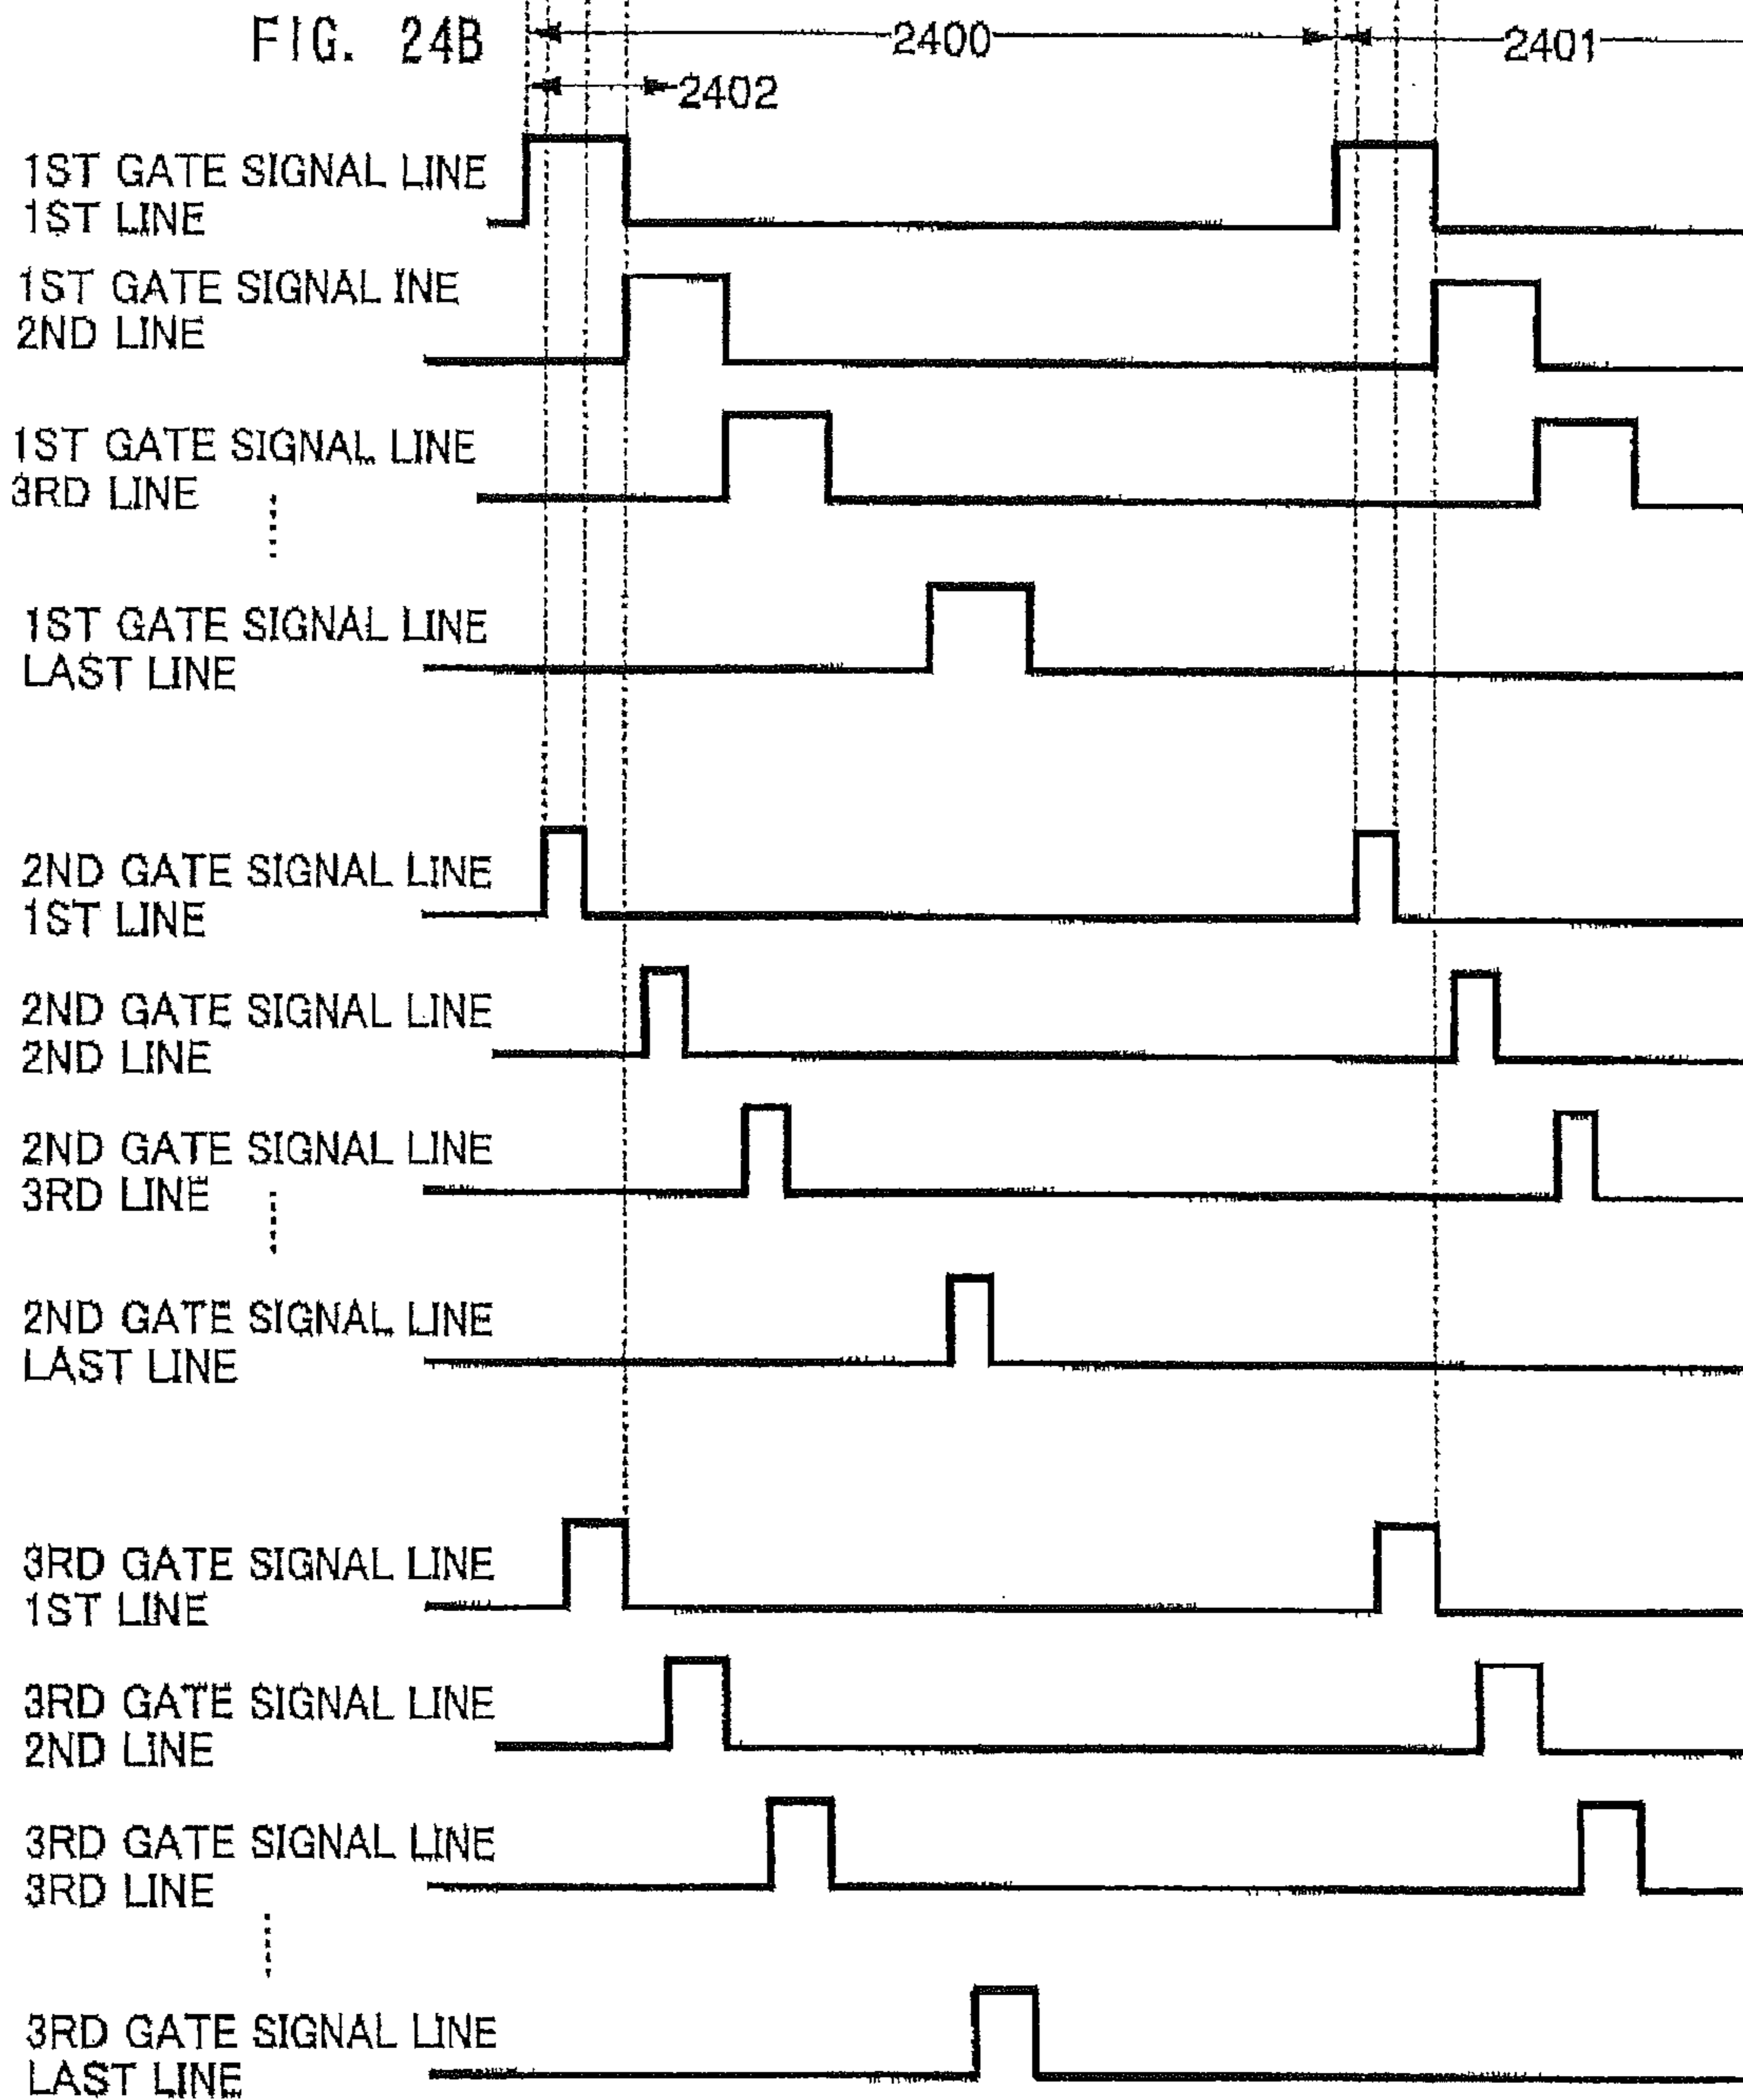 FIG. 24B
2400
2401
2402
1ST GATE SIGNAL LINE
1ST LINE
1ST GATE SIGNAL INE
2ND LINE
1ST GATE SIGNAL LINE
3RD LINE
1ST GATE SIGNAL LINE
LAST LINE
2ND GATE SIGNAL LINE
1ST LINE
2ND GATE SIGNAL LINE
2ND LINE
2ND GATE SIGNAL LINE
3RD LINE
2ND GATE SIGNAL LINE
LAST LINE
3RD GATE SIGNAL LINE
1ST LINE
3RD GATE SIGNAL LINE
2ND LINE
3RD GATE SIGNAL LINE
3RD LINE
3RD GATE SIGNAL LINE
LAST LINE